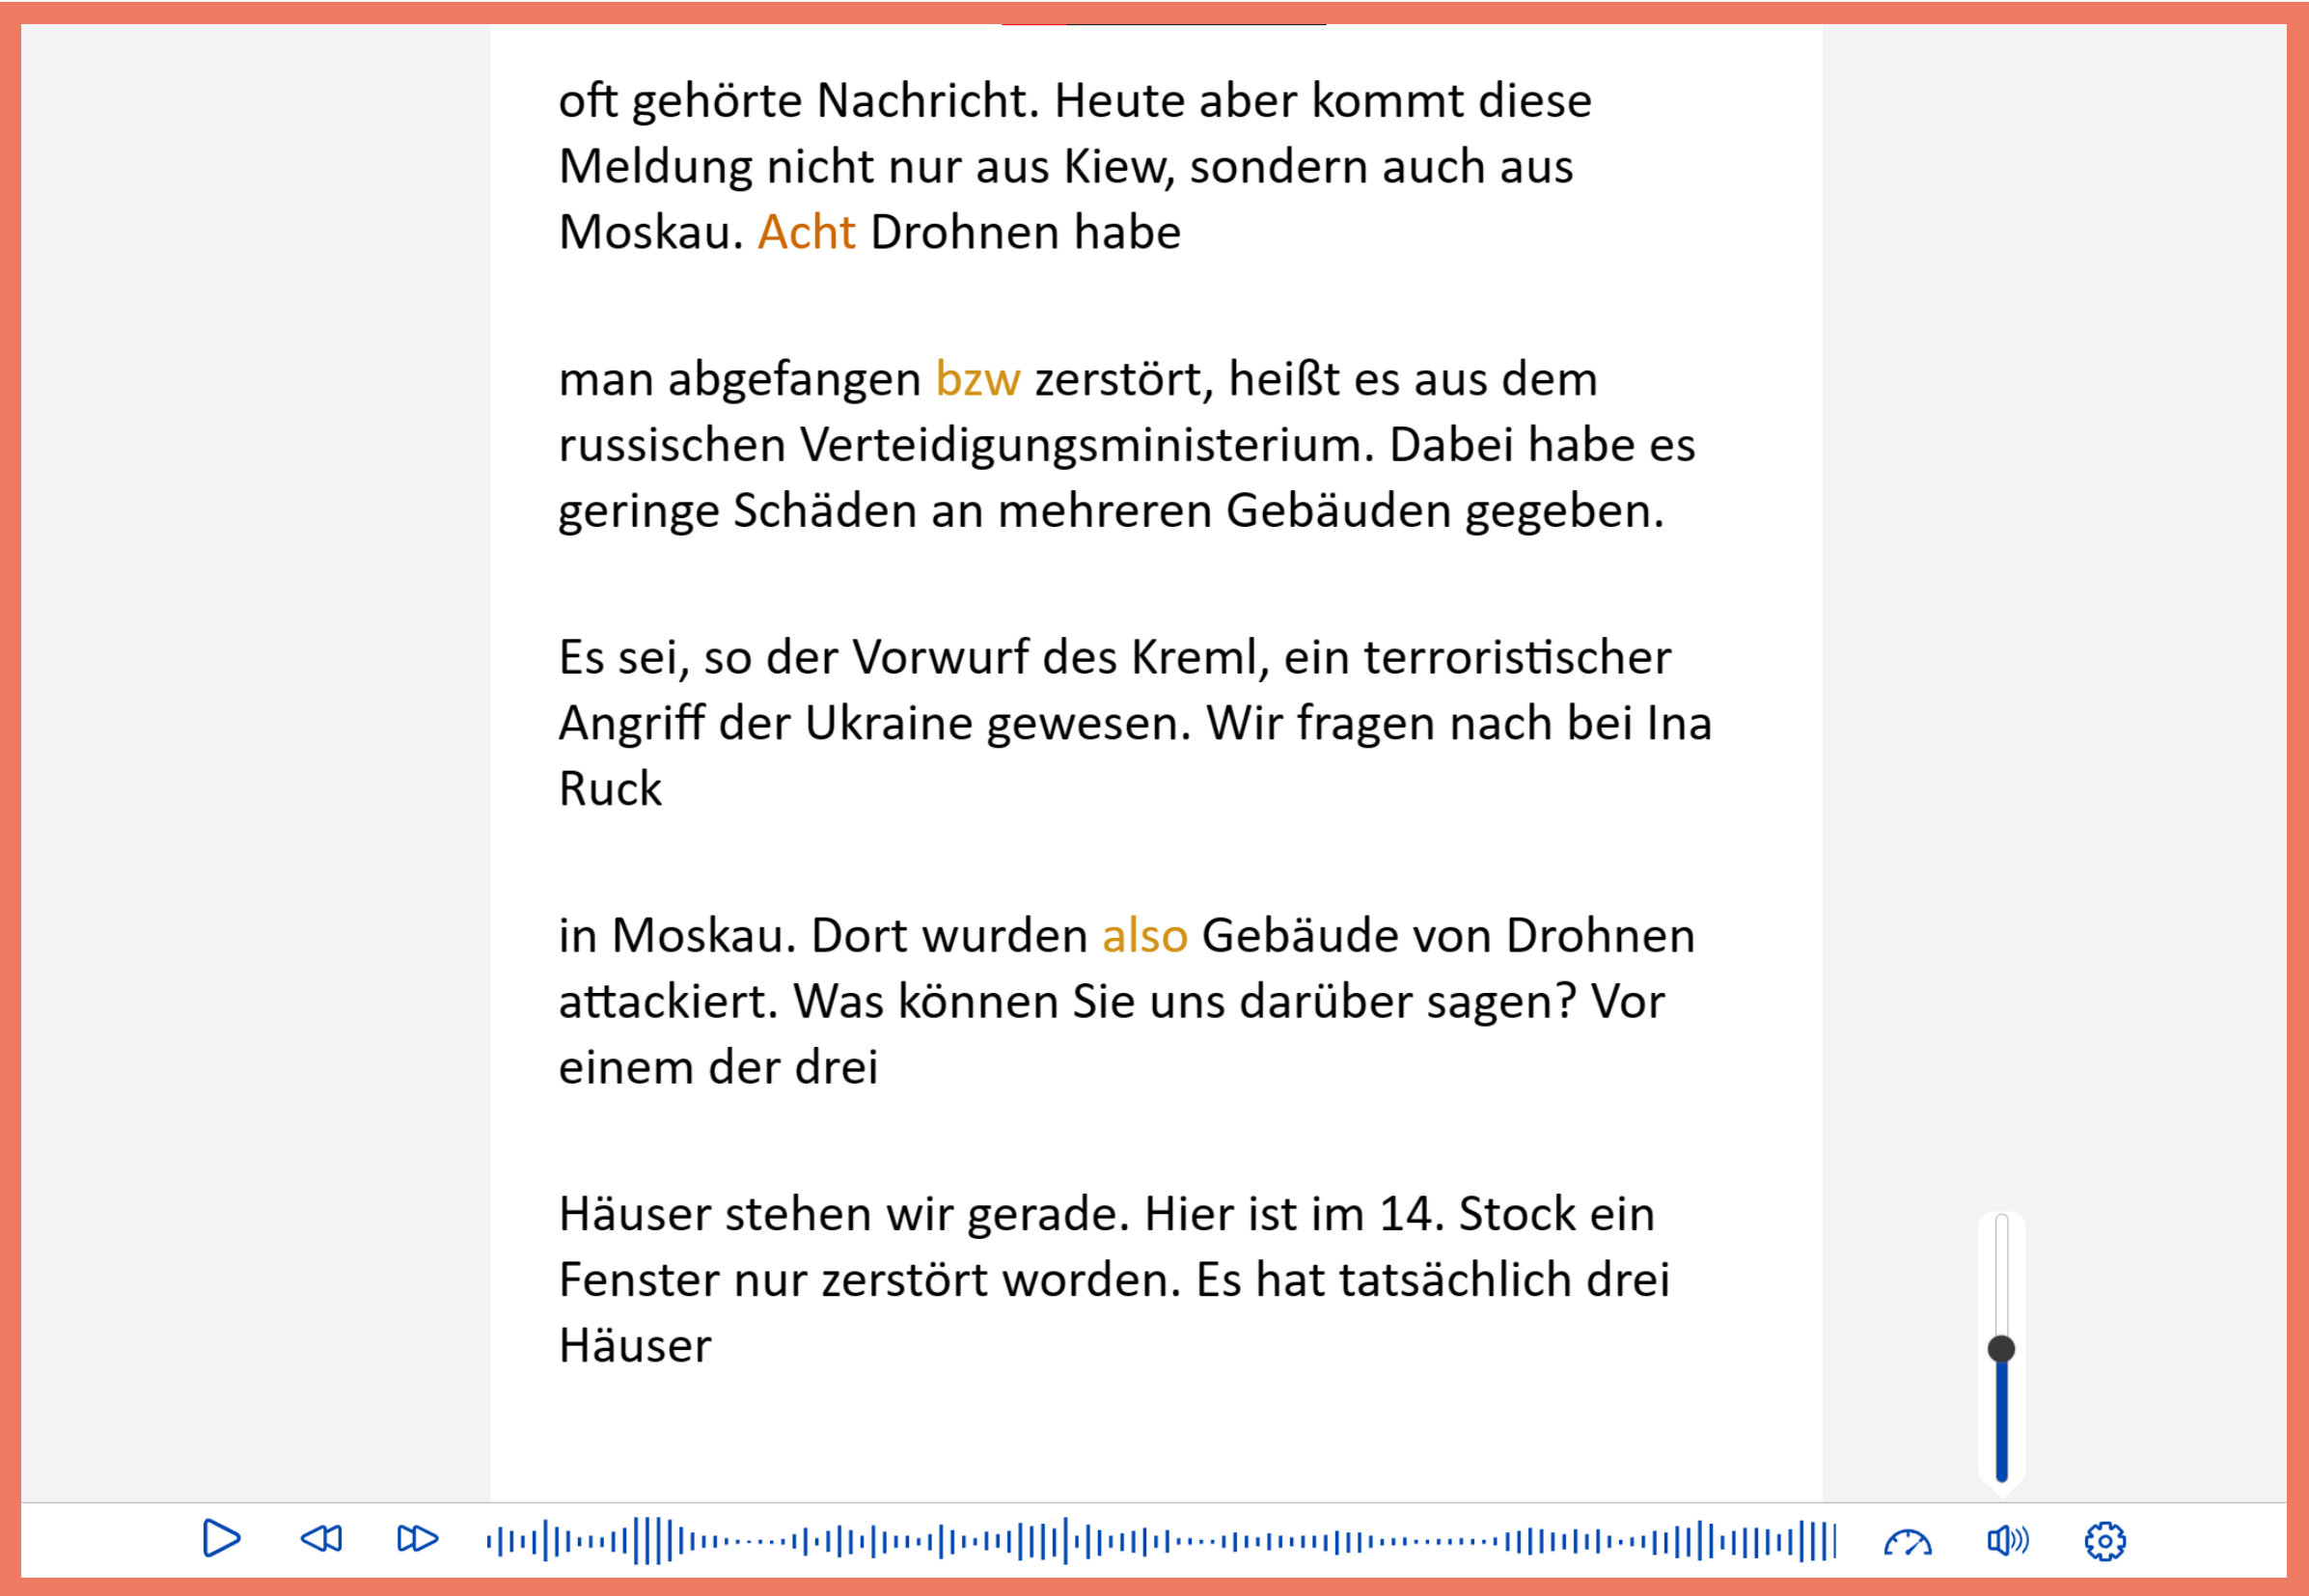 oft gehörte Nachricht. Heute aber kommt diese
Meldung nicht nur aus Kiew, sondern auch aus
Moskau. Acht Drohnen habe
man abgefangen bzw zerstört, heißt es aus dem
russischen Verteidigungsministerium. Dabei habe es
geringe Schäden an mehreren Gebäuden gegeben.
Es sei, so der Vorwurf des Kreml, ein terroristischer
Angriff der Ukraine gewesen. Wir fragen nach bei Ina
Ruck
in Moskau. Dort wurden also Gebäude von Drohnen
attackiert. Was können Sie uns darüber sagen? Vor
einem der drei
Häuser stehen wir gerade. Hier ist im 14. Stock ein
Fenster nur zerstört worden. Es hat tatsächlich drei
Häuser